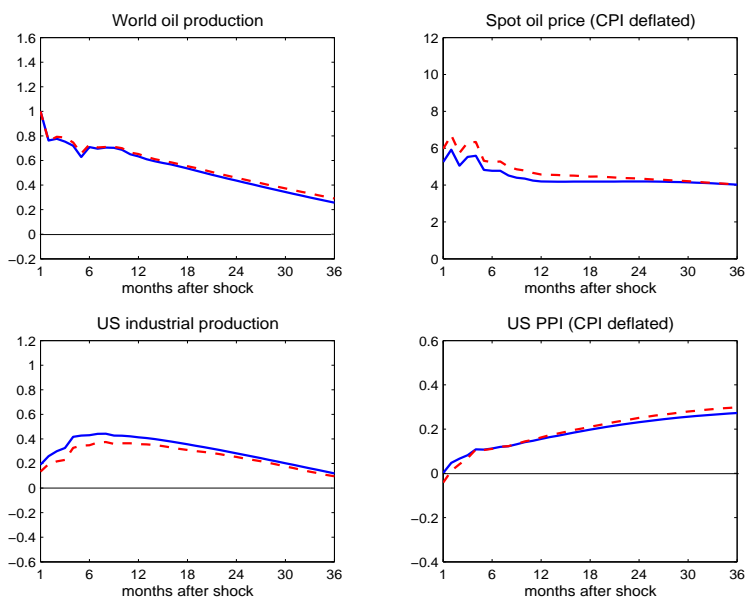 World oil production
1.6
1.4
1.2
1
0.8
0.6
0.4
0.2
0
−0.2
1 6 12 18 24 30 36
months after shock
Spot oil price (CPI deflated)
12
10
8
6
4
2
0
1 6 12 18 24 30 36
months after shock
US industrial production
1.2
1
0.8
0.6
0.4
0.2
0
−0.2
−0.4
−0.6
1 6 12 18 24 30 36
months after shock
US PPI (CPI deflated)
0.6
0.4
0.2
0
−0.2
−0.4
1 6 12 18 24 30 36
months after shock